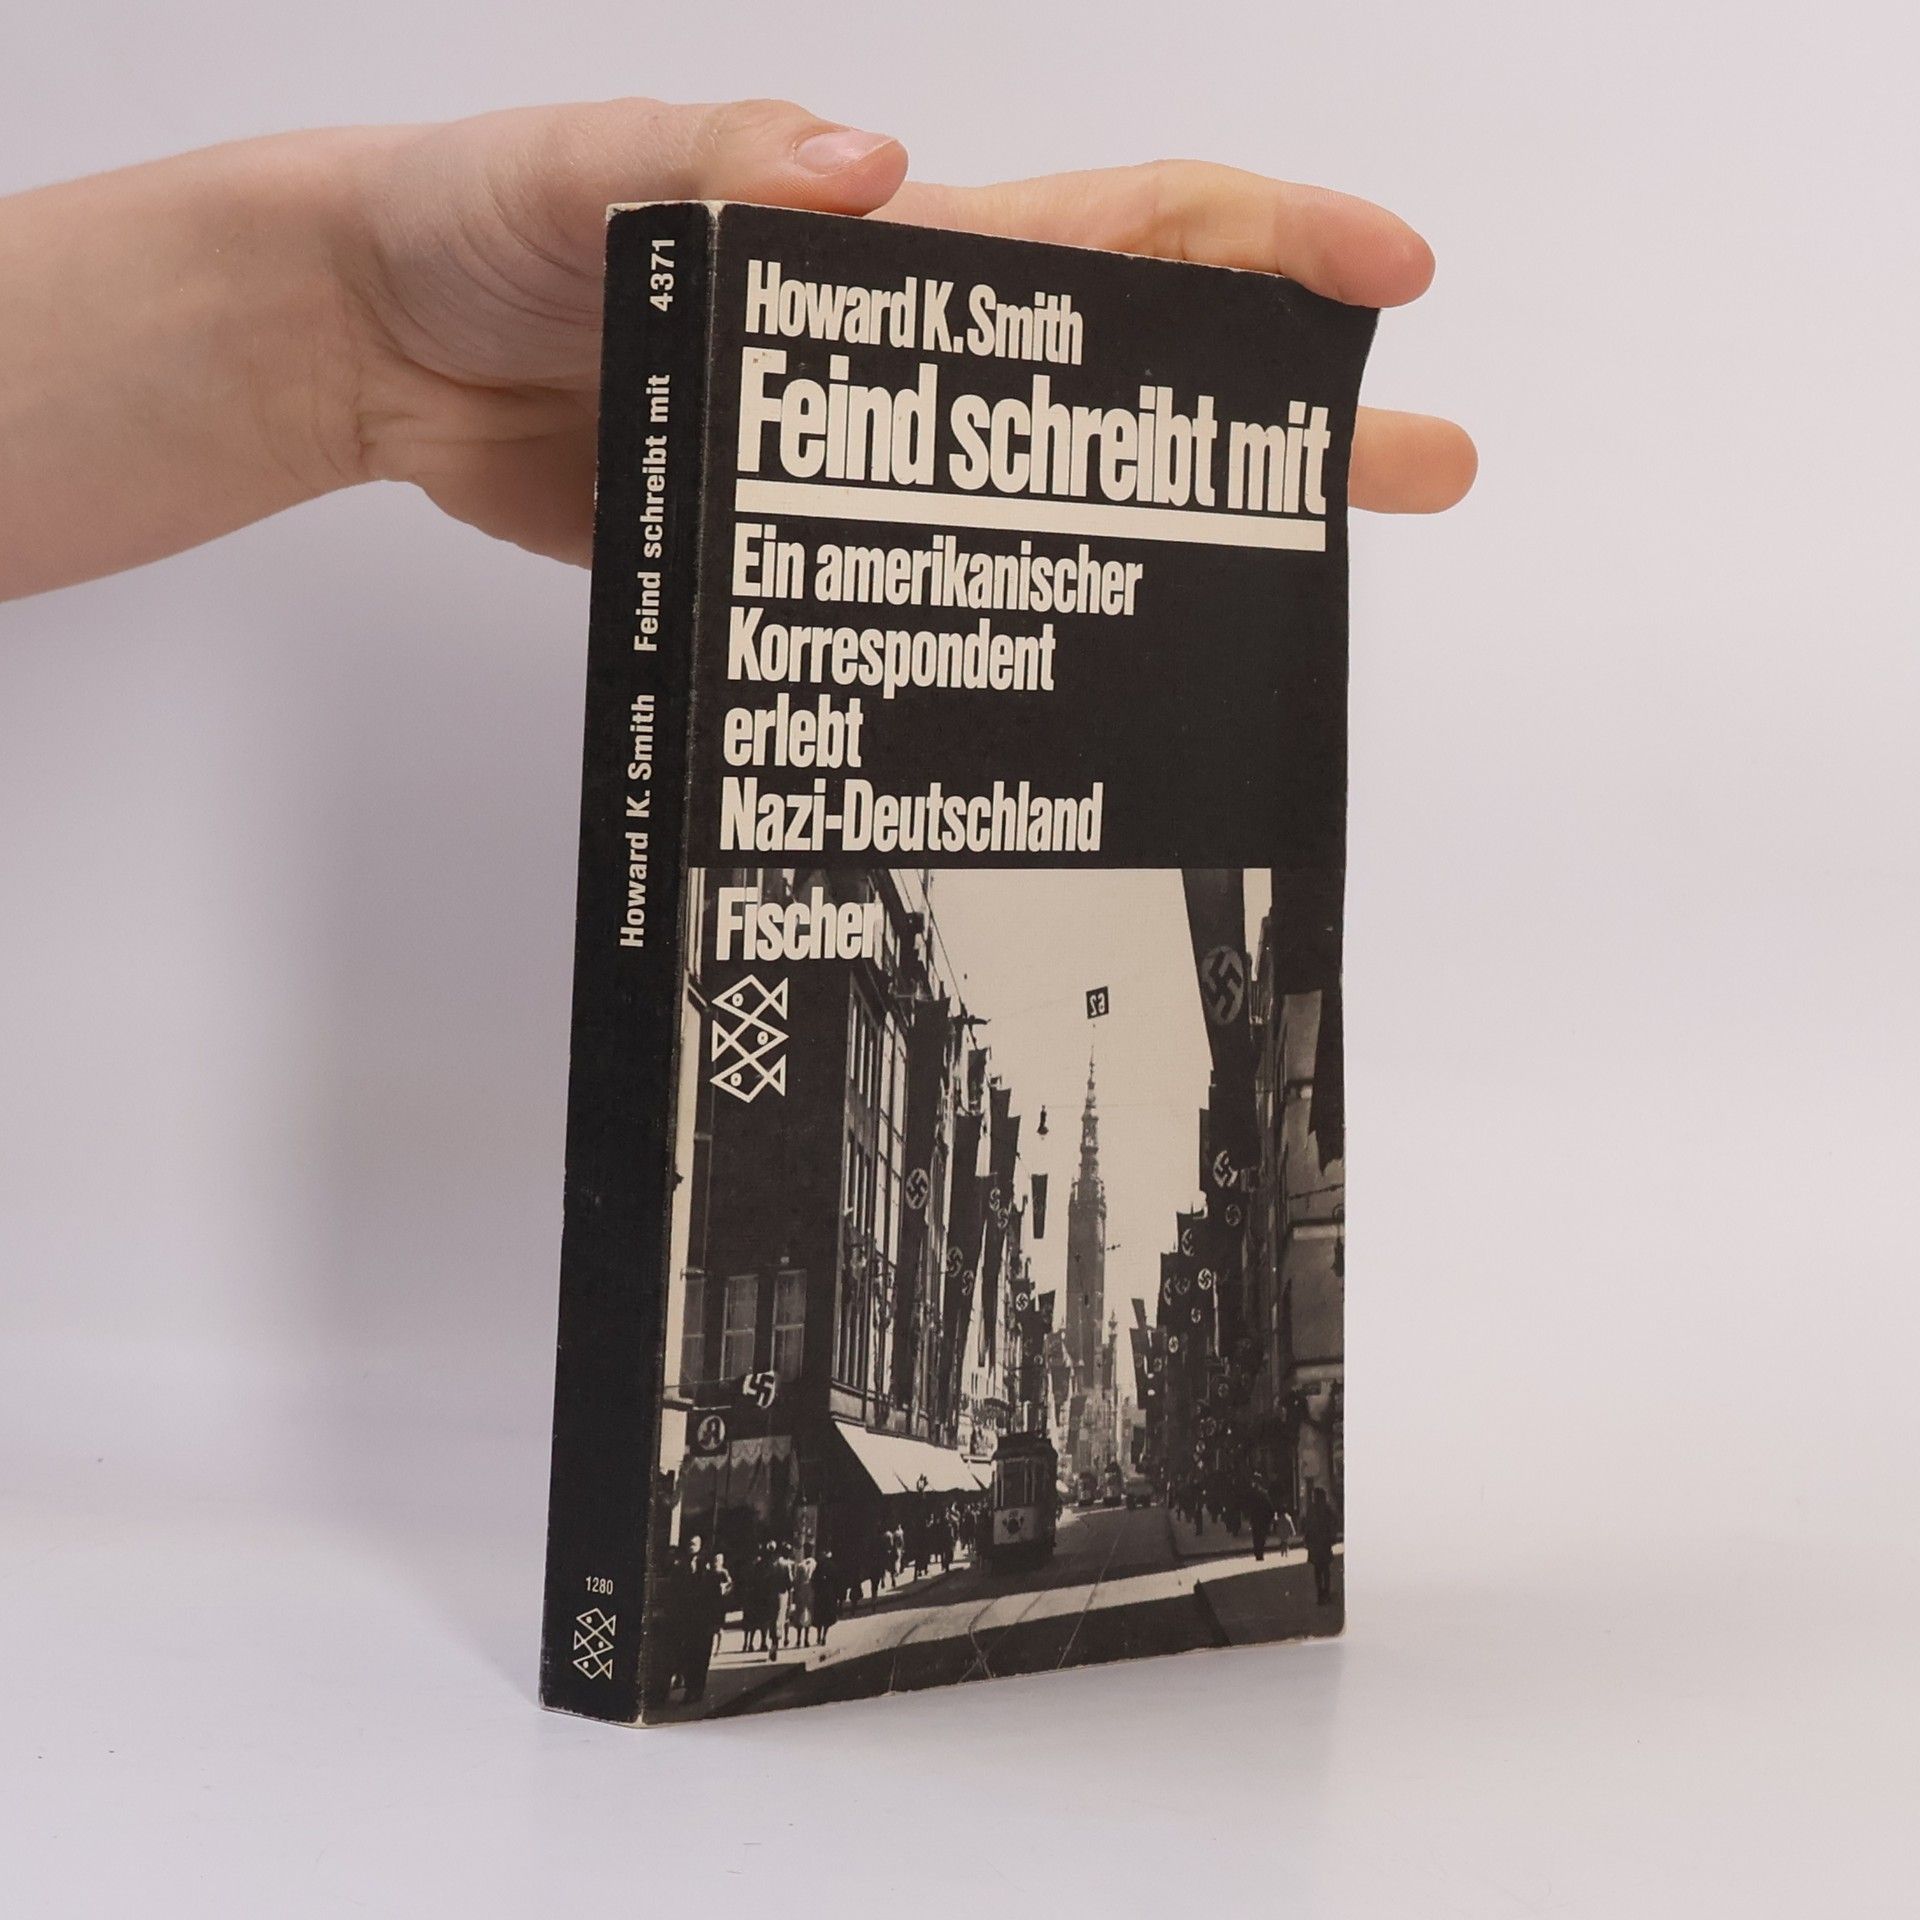 Howard K. Smith
Feind schreibt mit
Ein amerikanischer
Korrespondent
erlebt
Nazi-Deutschland
Fischer
Howard K. Smith Feind schreibt mit 4371
1280